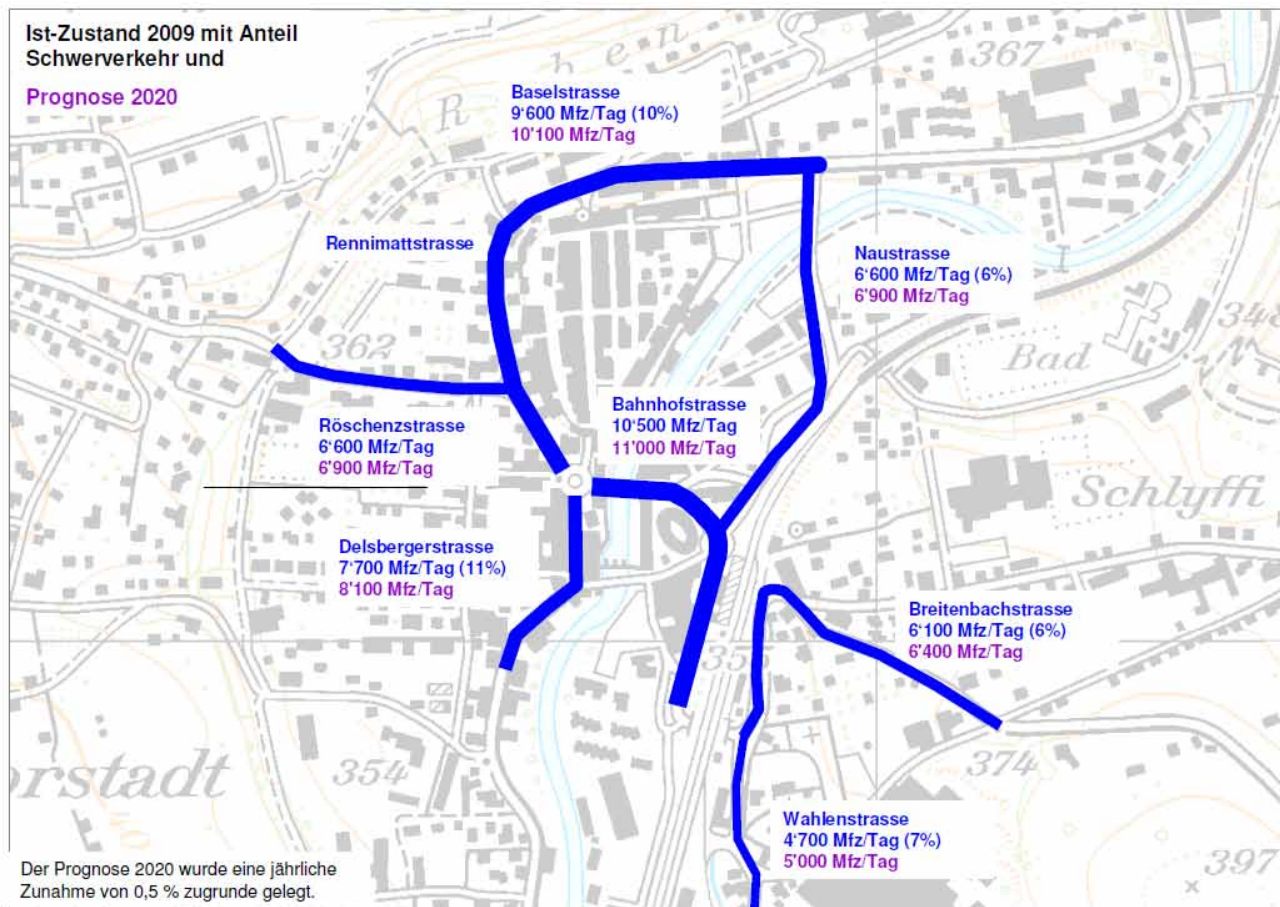 Ist-Zustand 2009 mit Anteil
Schwerverkehr und
Prognose 2020
R b e n
367
Baselstrasse
9‘600 Mfz/Tag (10%)
10'100 Mfz/Tag
Rennimattstrasse
Naustrasse
6‘600 Mfz/Tag (6%)
6'900 Mfz/Tag
362
Bad
Röschenzstrasse
6‘600 Mfz/Tag
6'900 Mfz/Tag
Bahnhofstrasse
10‘500 Mfz/Tag
11'000 Mfz/Tag
Schlyffi
Delsbergerstrasse
7‘700 Mfz/Tag (11%)
8'100 Mfz/Tag
Breitenbachstrasse
6‘100 Mfz/Tag (6%)
6'400 Mfz/Tag
orstadt
354
374
Wahlenstrasse
4‘700 Mfz/Tag (7%)
5'000 Mfz/Tag
397
Der Prognose 2020 wurde eine jährliche
Zunahme von 0,5 % zugrunde gelegt.